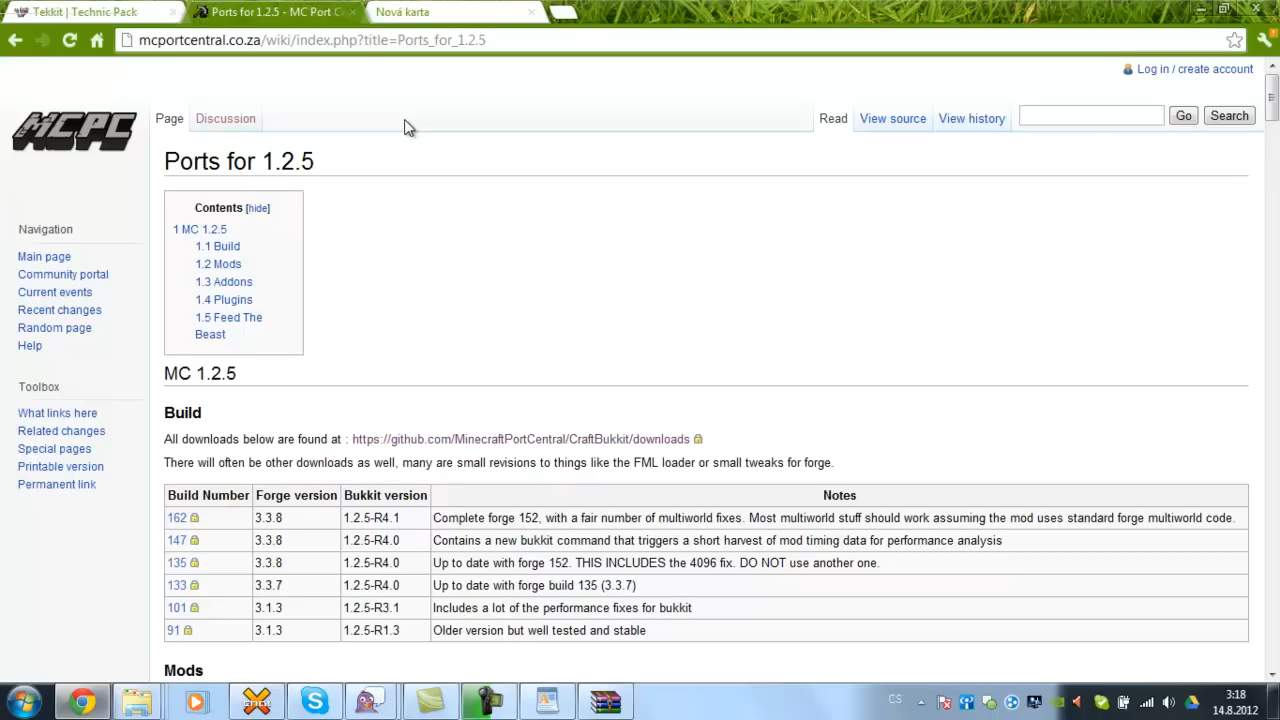 Tekkit | Technic Pack
Ports for 1.2.5 - MC Port Ce
Nová karta
mcportcentral.co.za/wiki/index.php?title=Ports_for_1.2.5
Log in / create account
MCPC
Page
Discussion
Read
View source
View history
Go
Search
Ports for 1.2.5
Contents [hide]
1 MC 1.2.5
1.1 Build
1.2 Mods
1.3 Addons
1.4 Plugins
1.5 Feed The
Beast
Navigation
Main page
Community portal
Current events
Recent changes
Random page
Help
Toolbox
What links here
Related changes
Special pages
Printable version
Permanent link
MC 1.2.5
Build
All downloads below are found at : https://github.com/MinecraftPortCentral/CraftBukkit/downloads
There will often be other downloads as well, many are small revisions to things like the FML loader or small tweaks for forge.
Build Number Forge version Bukkit version Notes
162 3.3.8 1.2.5-R4.1 Complete forge 152, with a fair number of multiworld fixes. Most multiworld stuff should work assuming the mod uses standard forge multiworld code.
147 3.3.8 1.2.5-R4.0 Contains a new bukkit command that triggers a short harvest of mod timing data for performance analysis
135 3.3.8 1.2.5-R4.0 Up to date with forge 152. THIS INCLUDES the 4096 fix. DO NOT use another one.
133 3.3.7 1.2.5-R4.0 Up to date with forge build 135 (3.3.7)
101 3.1.3 1.2.5-R3.1 Includes a lot of the performance fixes for bukkit
91 3.1.3 1.2.5-R1.3 Older version but well tested and stable
Mods
CS
3:18
14.8.2012